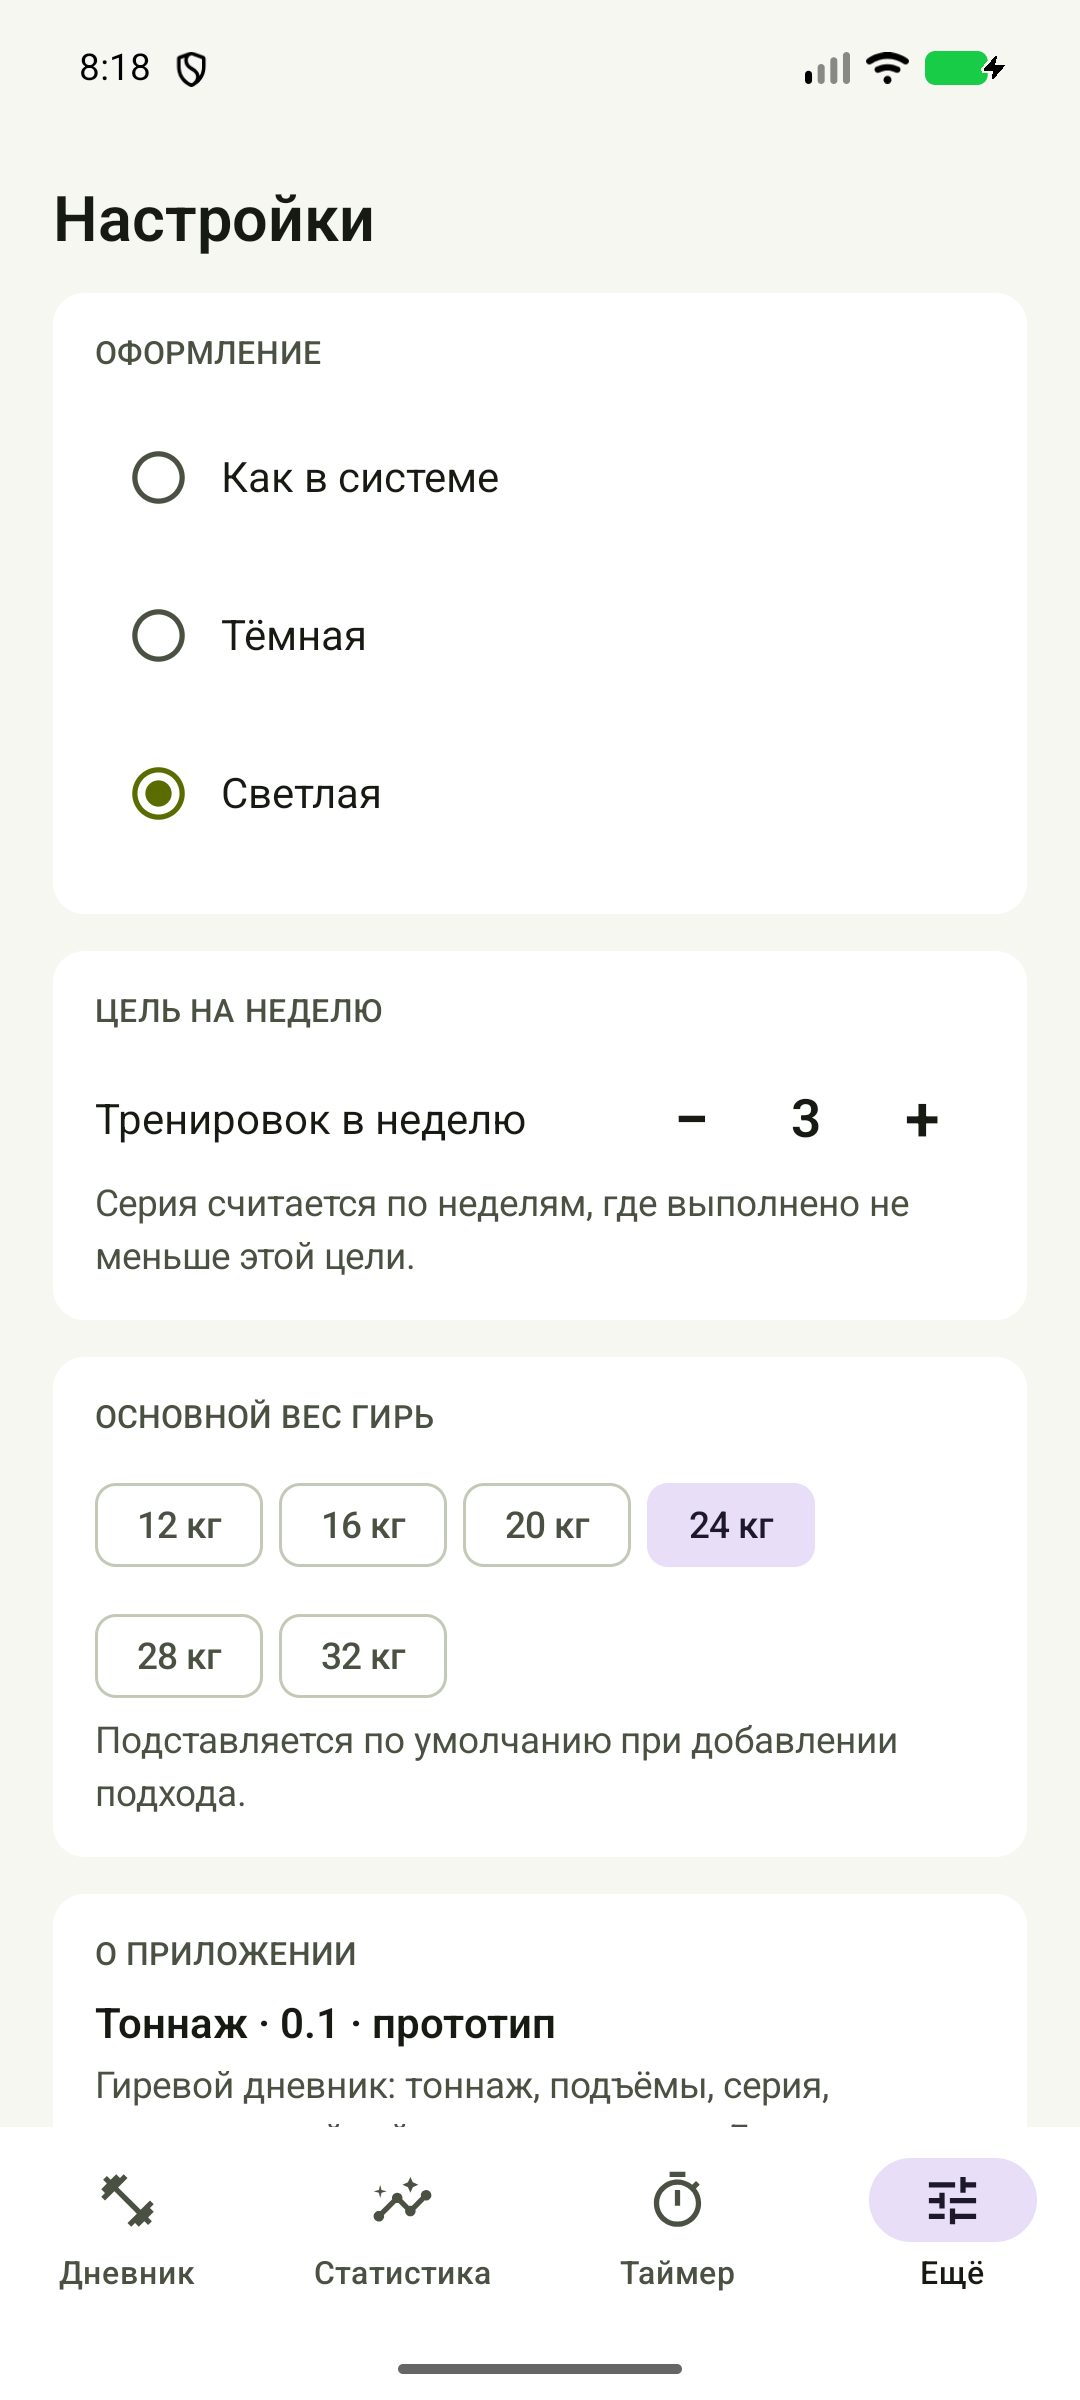 8:18
Настройки
ОФОРМЛЕНИЕ
Как в системе
Тёмная
Светлая
ЦЕЛЬ НА НЕДЕЛЮ
Тренировок в неделю − 3 +
Серия считается по неделям, где выполнено не
меньше этой цели.
ОСНОВНОЙ ВЕС ГИРЬ
12 кг 16 кг 20 кг 24 кг
28 кг 32 кг
Подставляется по умолчанию при добавлении
подхода.
О ПРИЛОЖЕНИИ
Тоннаж · 0.1 · прототип
Гиревой дневник: тоннаж, подъёмы, серия,
Дневник Статистика Таймер Ещё